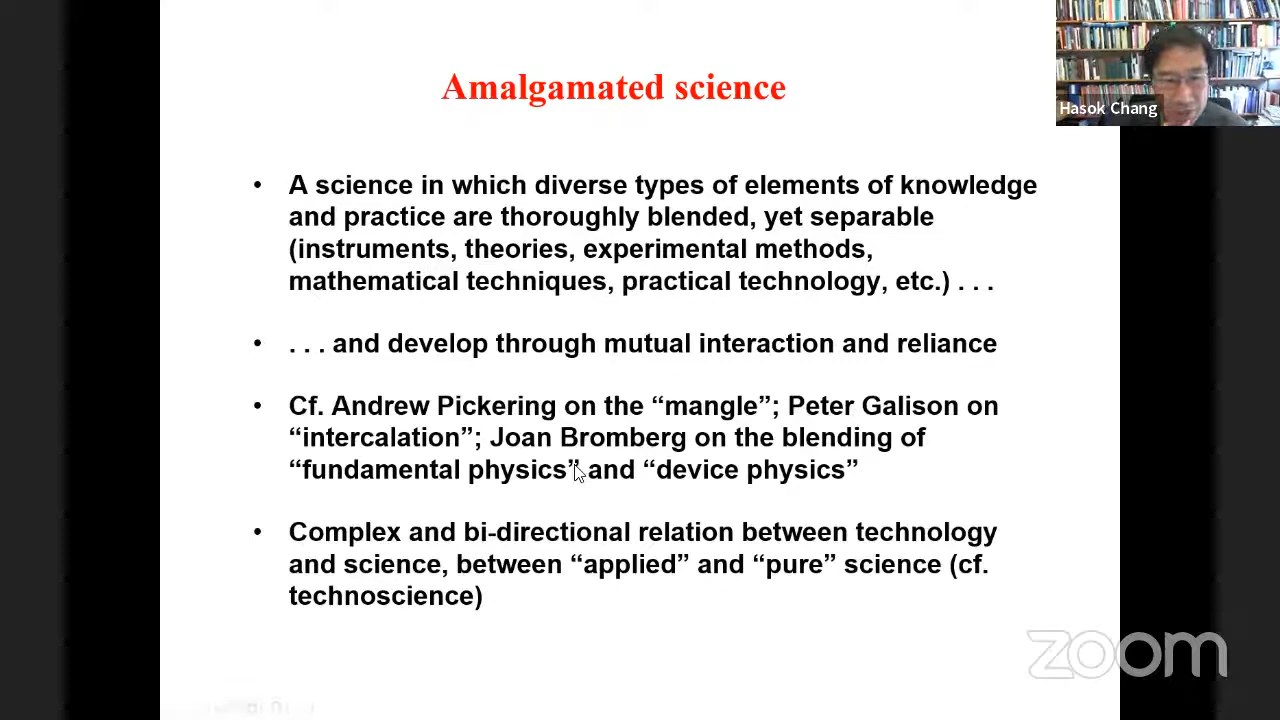 Amalgamated science
Hasok Chang
• A science in which diverse types of elements of knowledge
and practice are thoroughly blended, yet separable
(instruments, theories, experimental methods,
mathematical techniques, practical technology, etc.) . . .
• . . . and develop through mutual interaction and reliance
• Cf. Andrew Pickering on the “mangle”; Peter Galison on
“intercalation”; Joan Bromberg on the blending of
“fundamental physics” and “device physics”
• Complex and bi-directional relation between technology
and science, between “applied” and “pure” science (cf.
technoscience)
zoom